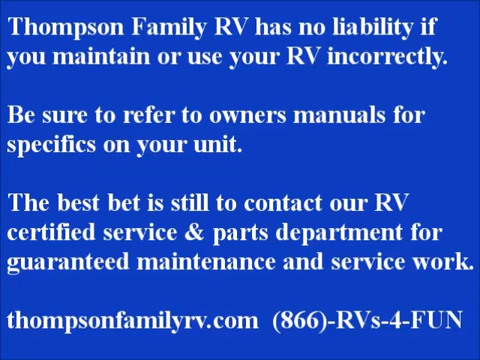 Thompson Family RV has no liability if
you maintain or use your RV incorrectly.
Be sure to refer to owners manuals for
specifics on your unit.
The best bet is still to contact our RV
certified service & parts department for
guaranteed maintenance and service work.
thompsonfamilyrv.com (866)-RVs-4-FUN